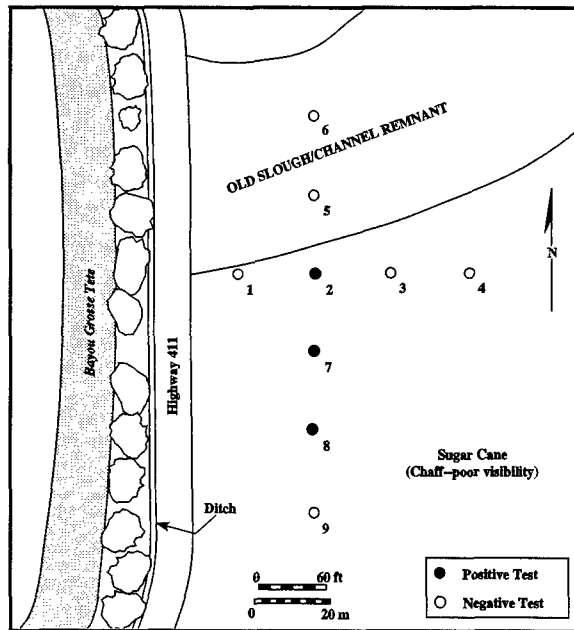 6
OLD SLOUGH/CHANNEL REMNANT
5
N
1
2
3
4
Bayou Grosse Tete
Highway 411
7
8
Sugar Cane
(Chaff--poor visibility)
Ditch
9
0 60 ft
0 20 m
Positive Test
Negative Test